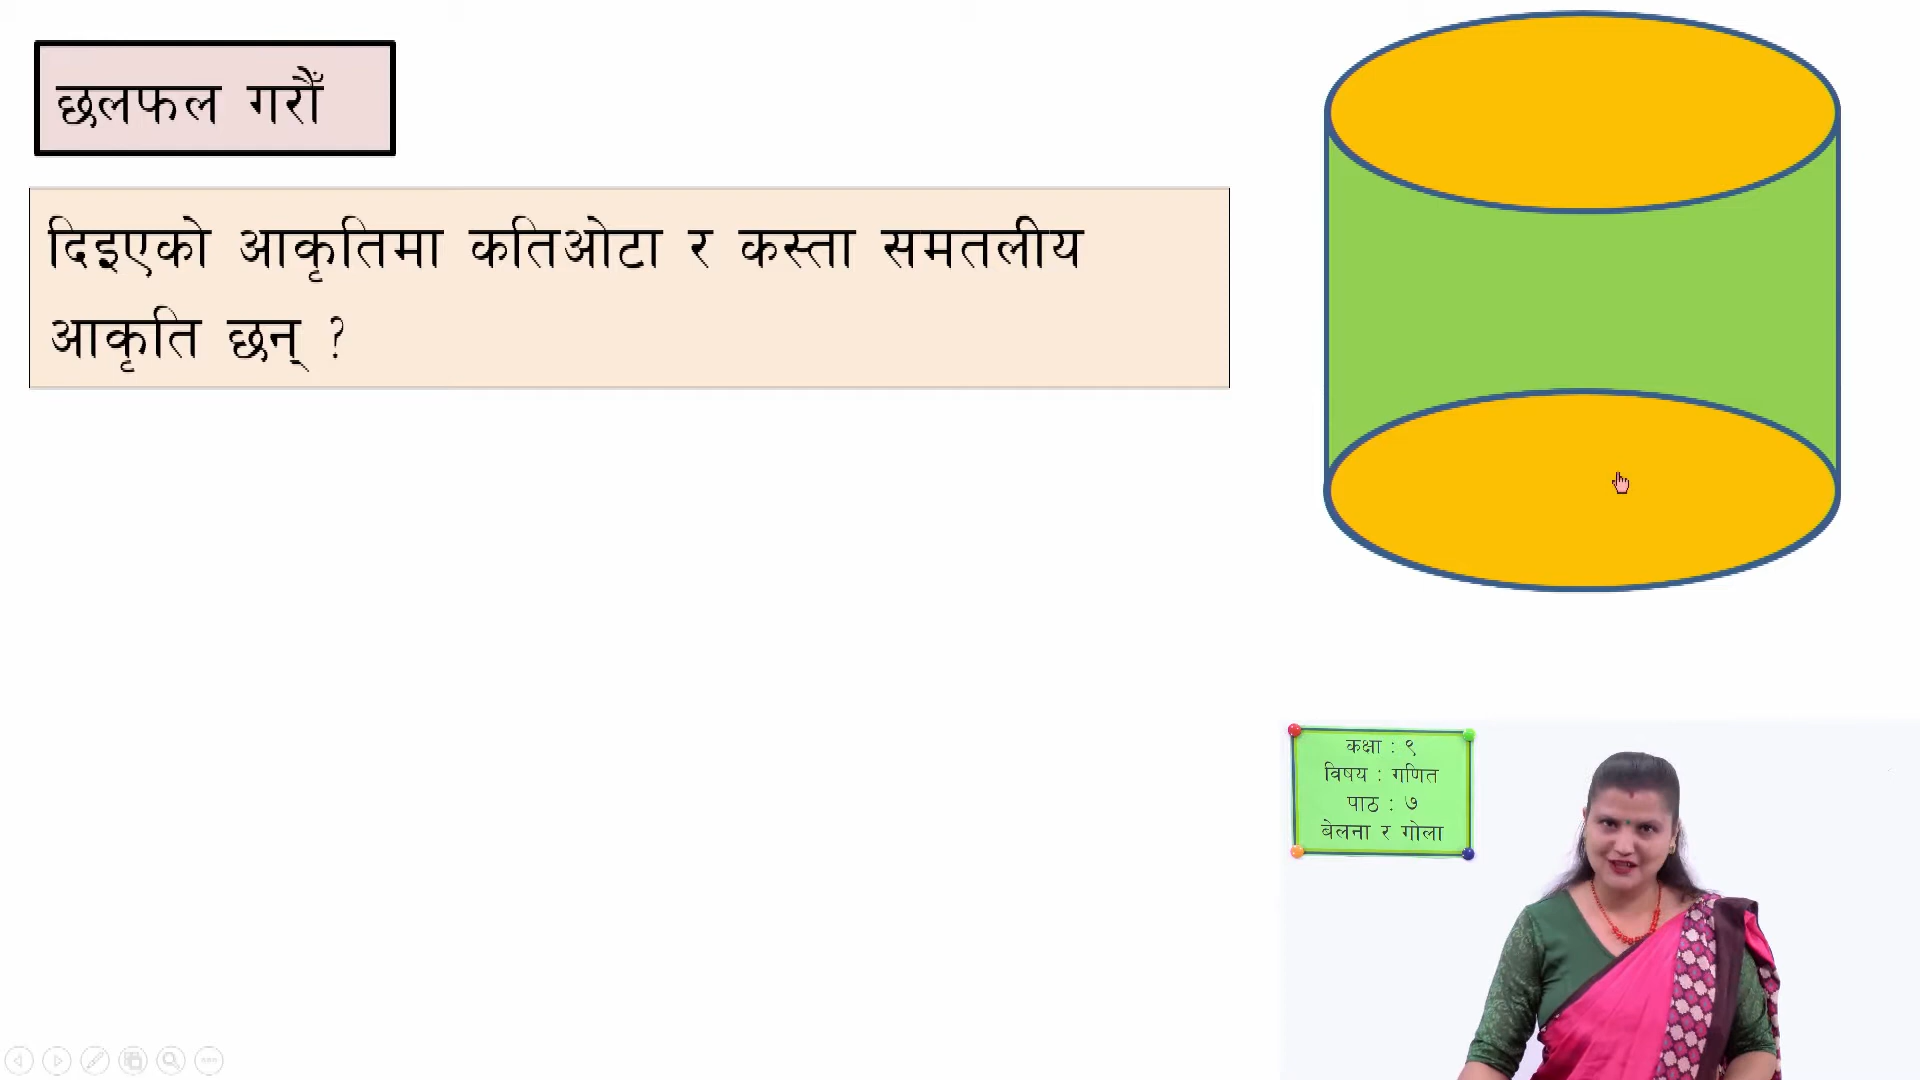 छलफल गरौँ
दिइएको आकृतिमा कतिओटा र कस्ता समतलीय
आकृति छन् ?
कक्षा : ९
विषय : गणित
पाठ : ७
बेलना र गोला